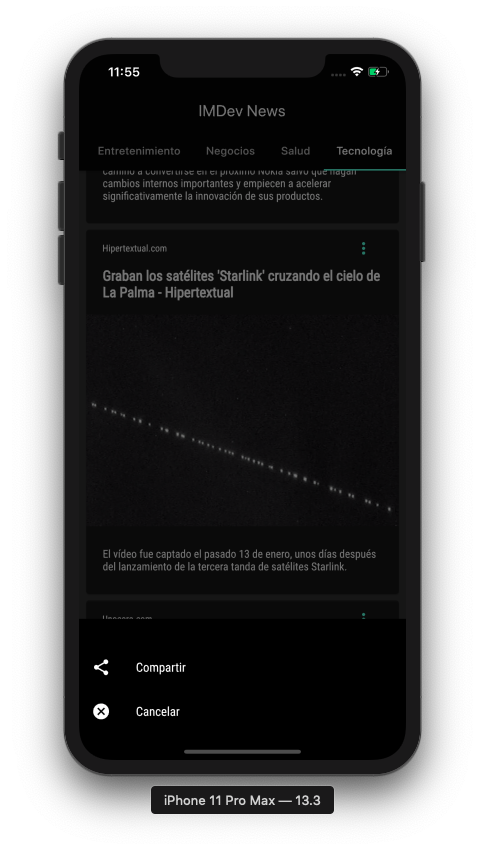 11:55
IMDev News
Entretenimiento Negocios Salud Tecnología
camino a convertirse en el próximo Nokia salvo que hagan
cambios internos importantes y empiecen a acelerar
significativamente la innovación de sus productos.
Hipertextual.com
Graban los satélites 'Starlink' cruzando el cielo de
La Palma - Hipertextual
El vídeo fue captado el pasado 13 de enero, unos días después
del lanzamiento de la tercera tanda de satélites Starlink.
Compartir
Cancelar
iPhone 11 Pro Max — 13.3